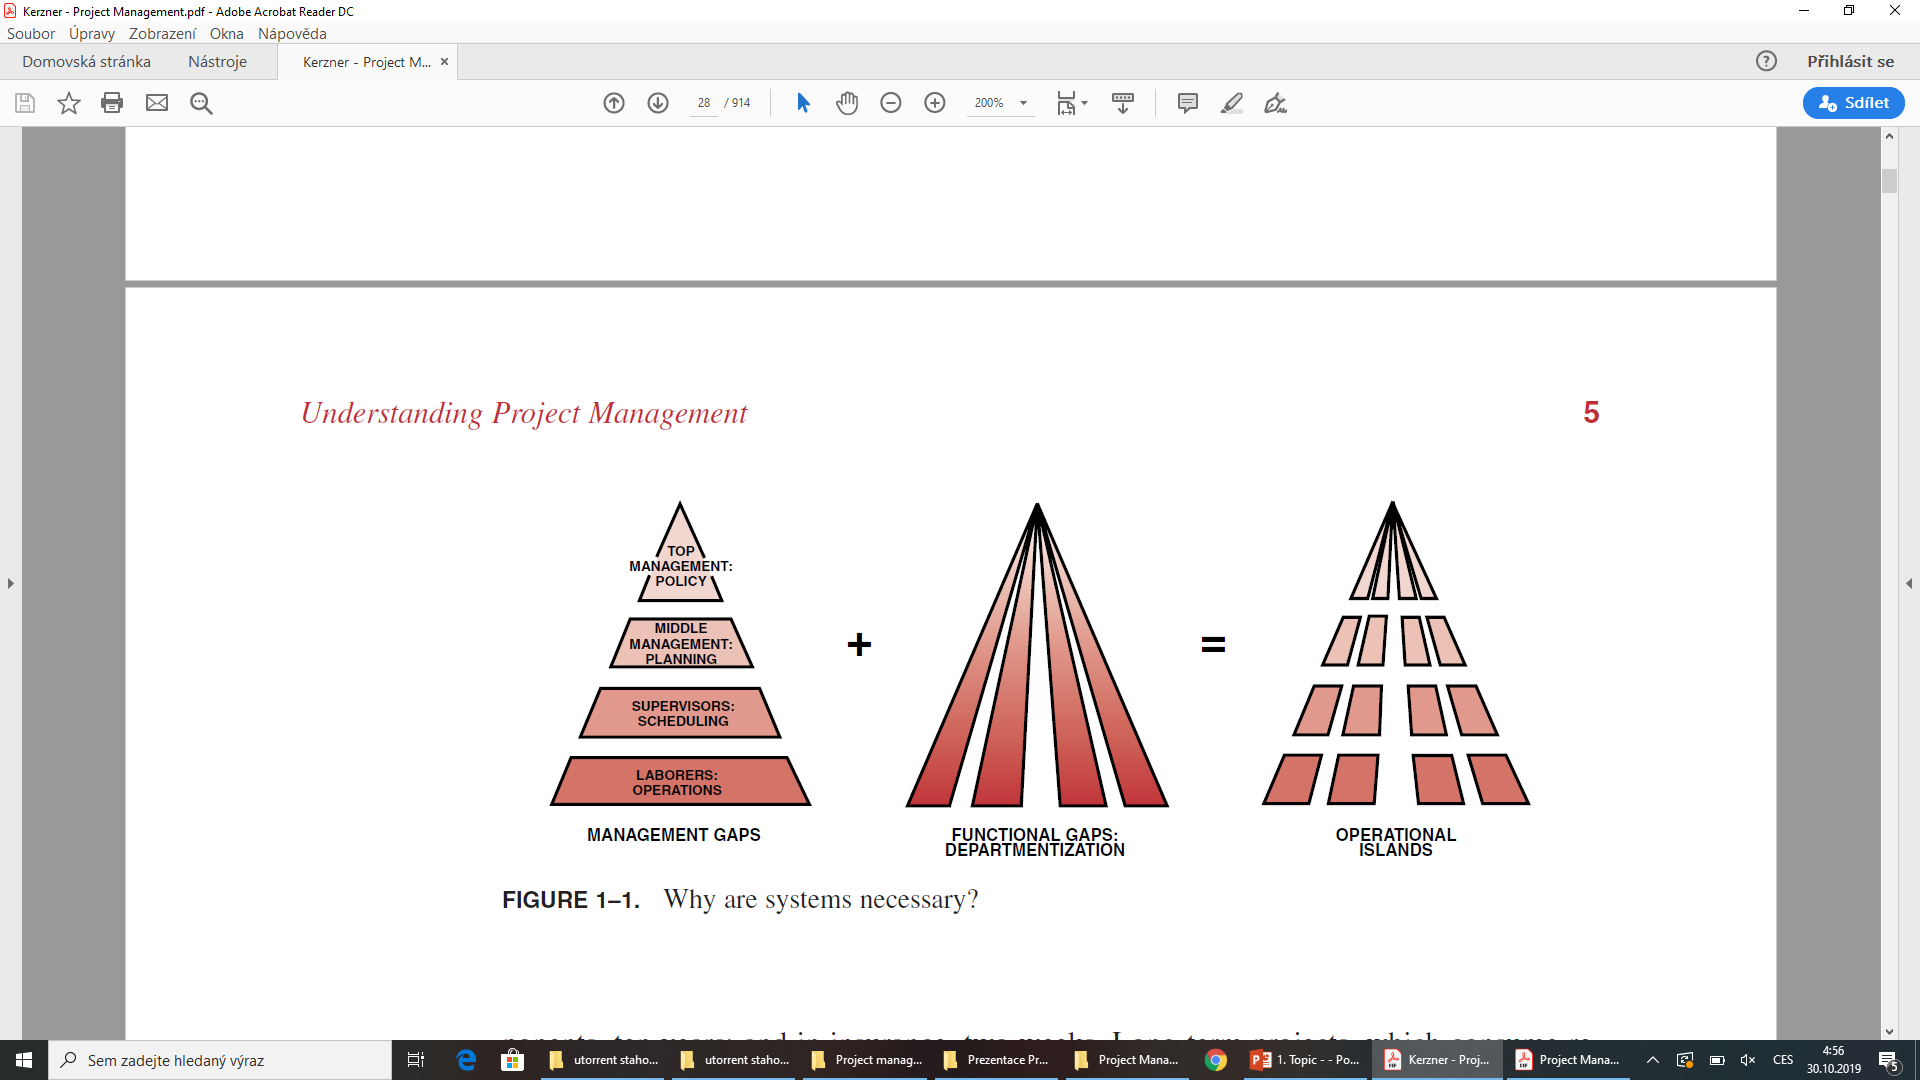 Kerzner - Project Management.pdf - Adobe Acrobat Reader DC
Soubor Úpravy Zobrazení Okna Nápověda
Domovská stránka Nástroje Kerzner - Project M... × Přihlásit se
28 / 914 200% Sdílet
Understanding Project Management 5
TOP
MANAGEMENT:
POLICY
MIDDLE
MANAGEMENT:
PLANNING
SUPERVISORS:
SCHEDULING
LABORERS:
OPERATIONS
MANAGEMENT GAPS
+
FUNCTIONAL GAPS:
DEPARTMENTIZATION
=
OPERATIONAL
ISLANDS
FIGURE 1–1. Why are systems necessary?
Sem zadejte hledaný výraz
utorrent staho...
utorrent staho...
Project manag...
Prezentace Pr...
Project Mana...
1. Topic - - Po...
Kerzner - Proj...
Project Mana...
CES
4:56
30.10.2019
5